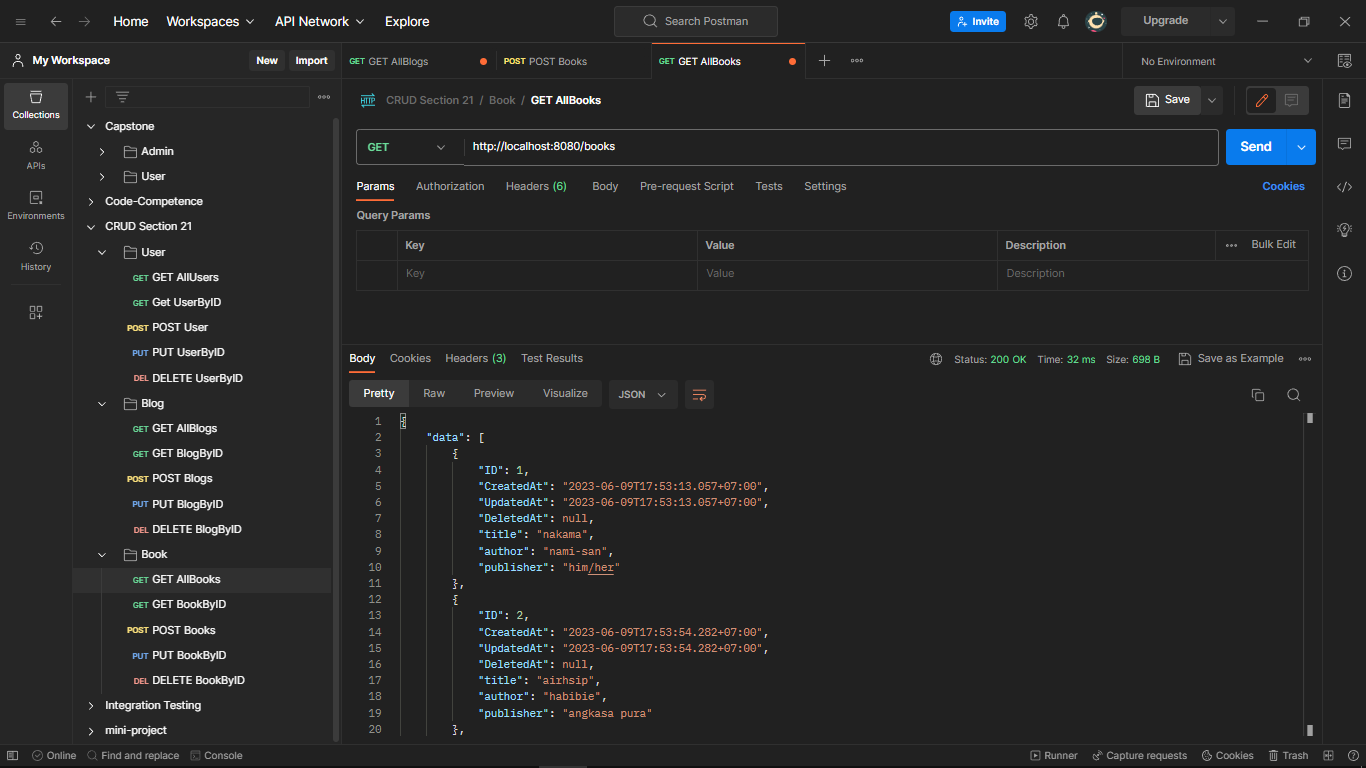 Home Workspaces API Network Explore Search Postman Invite Upgrade
My Workspace New Import
GET GET AllBlogs POST POST Books GET GET AllBooks No Environment
Collections
APIs
Environments
History
Capstone
Admin
User
Code-Competence
CRUD Section 21
User
GET GET AllUsers
GET Get UserByID
POST POST User
PUT PUT UserByID
DEL DELETE UserByID
Blog
GET GET AllBlogs
GET GET BlogByID
POST POST Blogs
PUT PUT BlogByID
DEL DELETE BlogByID
Book
GET GET AllBooks
GET GET BookByID
POST POST Books
PUT PUT BookByID
DEL DELETE BookByID
Integration Testing
mini-project
HTTP CRUD Section 21 / Book / GET AllBooks Save
GET http://localhost:8080/books Send
Params Authorization Headers (6) Body Pre-request Script Tests Settings Cookies
Query Params
Key Value Description Bulk Edit
Key Value Description
Body Cookies Headers (3) Test Results Status: 200 OK Time: 32 ms Size: 698 B Save as Example
Pretty Raw Preview Visualize JSON
1 {
2 "data": [
3 {
4 "ID": 1,
5 "CreatedAt": "2023-06-09T17:53:13.057+07:00",
6 "UpdatedAt": "2023-06-09T17:53:13.057+07:00",
7 "DeletedAt": null,
8 "title": "nakama",
9 "author": "nami-san",
10 "publisher": "him/her"
11 },
12 {
13 "ID": 2,
14 "CreatedAt": "2023-06-09T17:53:54.282+07:00",
15 "UpdatedAt": "2023-06-09T17:53:54.282+07:00",
16 "DeletedAt": null,
17 "title": "airhsip",
18 "author": "habibie",
19 "publisher": "angkasa pura"
20 },
Online Find and replace Console Runner Capture requests Cookies Trash